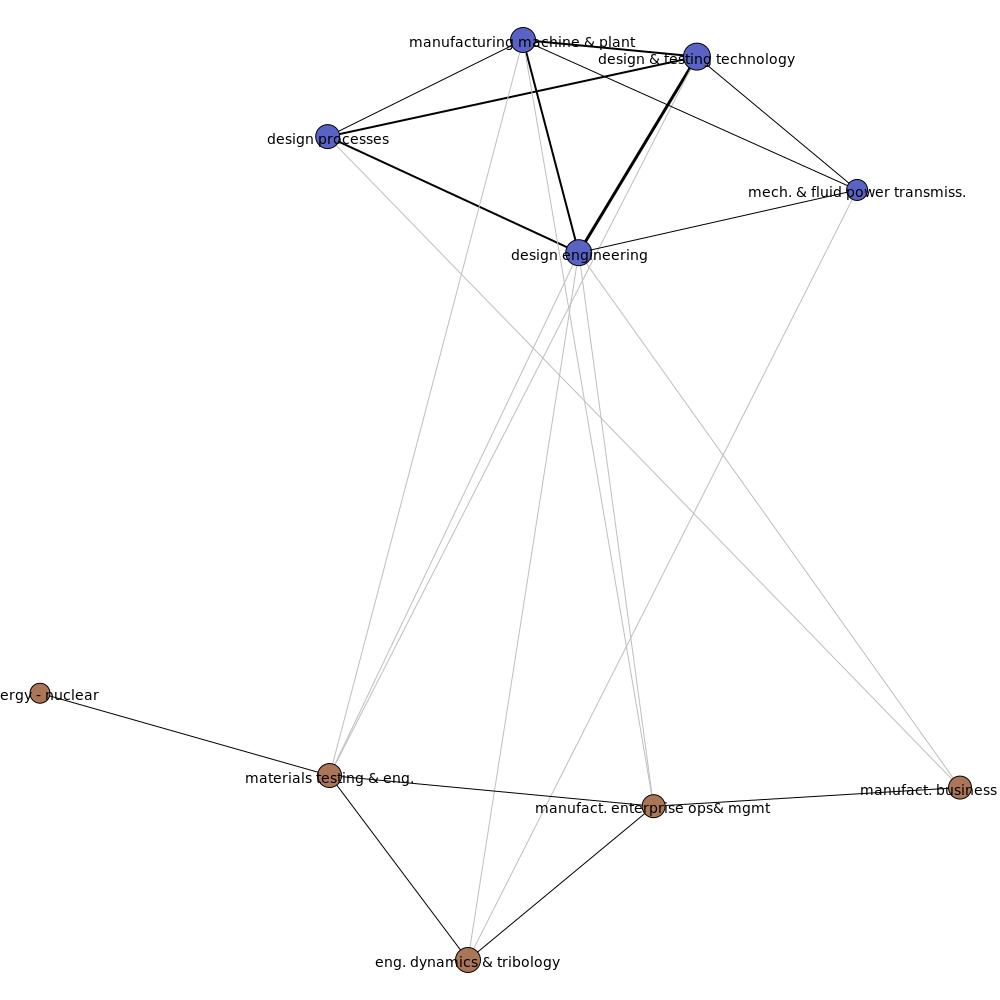 manufacturing machine & plant
design & testing technology
design processes
mech. & fluid power transmiss.
design engineering
ergy - nuclear
materials testing & eng.
manufact. business
manufact. enterprise ops& mgmt
eng. dynamics & tribology